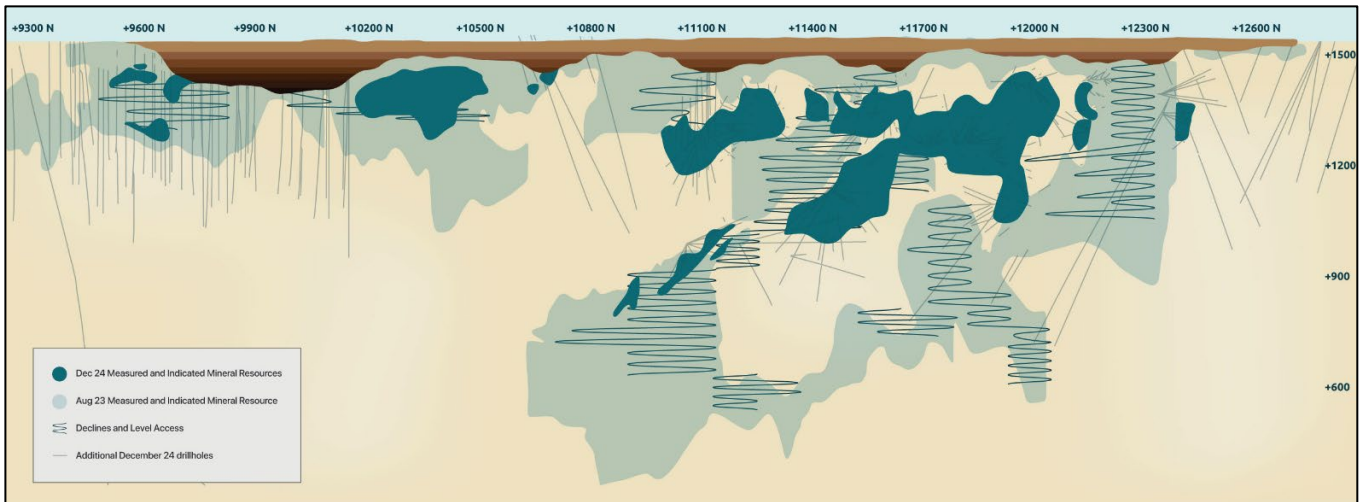 +9300 N +9600 N +9900 N +10200 N +10500 N +10800 N +11100 N +11400 N +11700 N +12000 N +12300 N +12600 N
+1500
+1200
+900
+600
Dec 24 Measured and Indicated Mineral Resources
Aug 23 Measured and Indicated Mineral Resource
Declines and Level Access
Additional December 24 drillholes